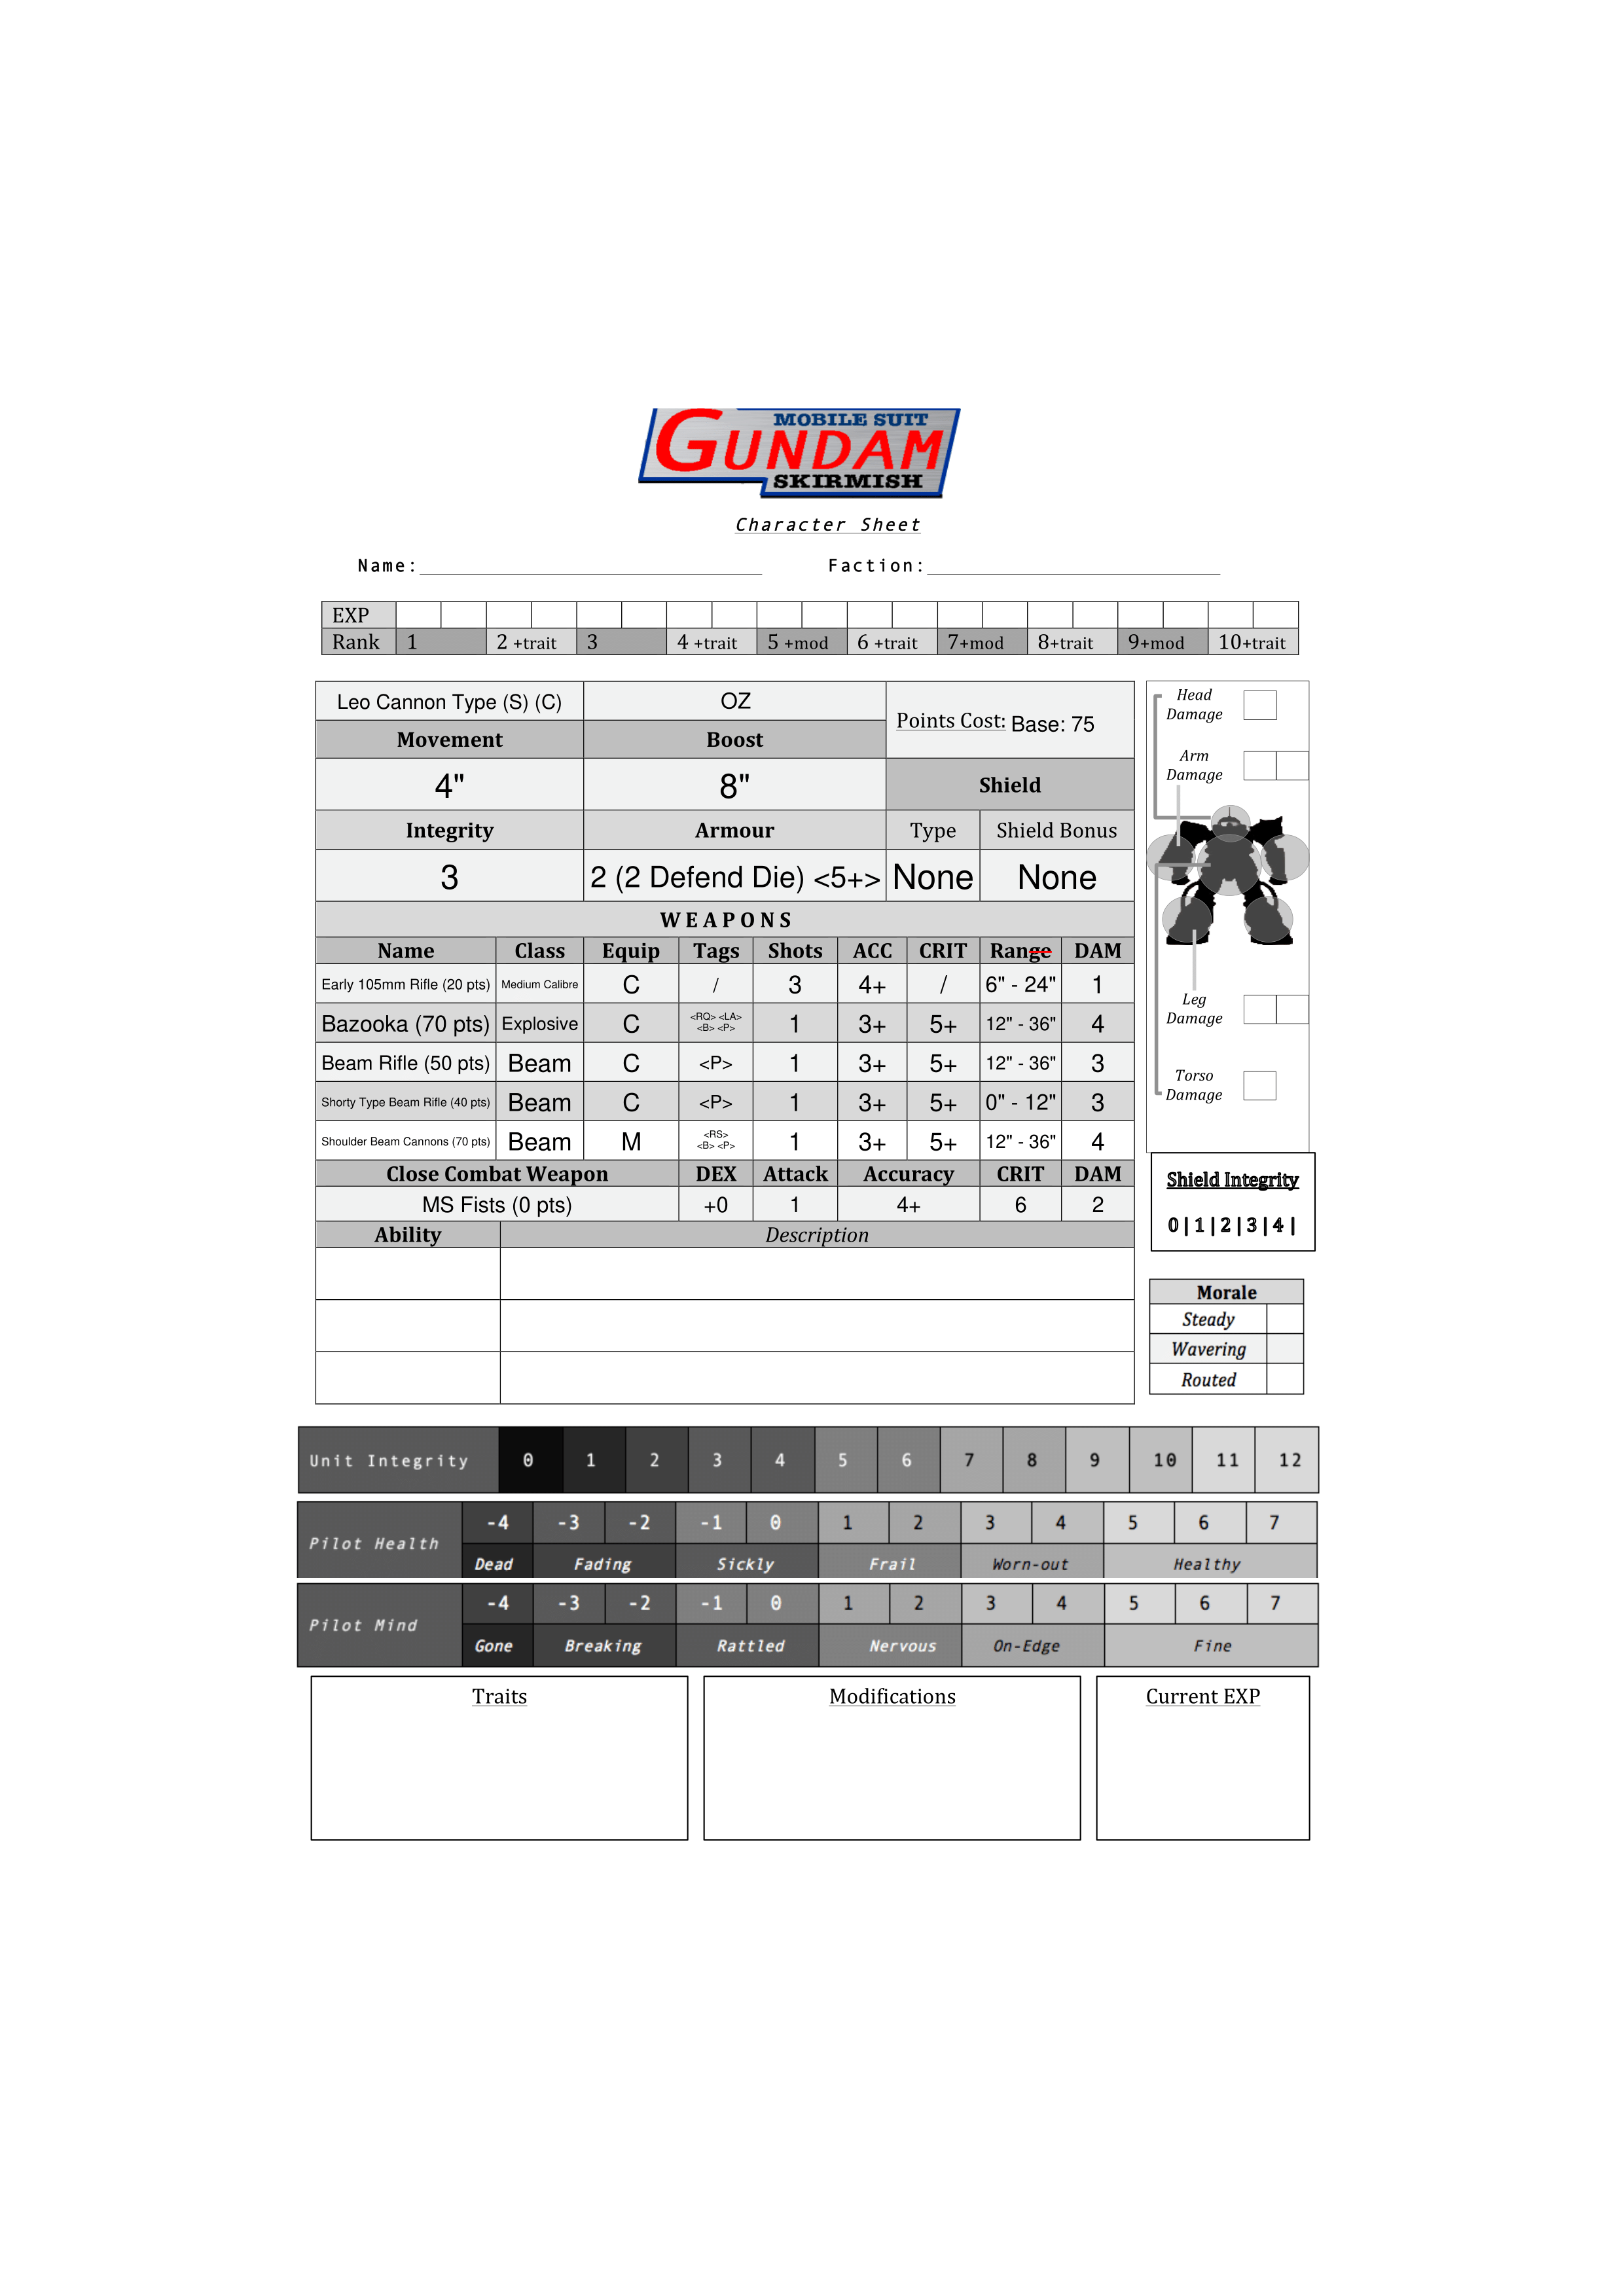 MOBILE SUIT
GUNDAM
SKIRMISH
Character Sheet
Name: Faction:
EXP
Rank 1 2 +trait 3 4 +trait 5 +mod 6 +trait 7+mod 8+trait 9+mod 10+trait
Leo Cannon Type (S) (C) OZ Points Cost: Base: 75
Movement Boost
4" 8" Shield
Integrity Armour Type Shield Bonus
3 2 (2 Defend Die) <5+> None None
WEAPONS
Name Class Equip Tags Shots ACC CRIT Range DAM
Early 105mm Rifle (20 pts) Medium Calibre C / 3 4+ / 6" - 24" 1
Bazooka (70 pts) Explosive C <RQ> <LA> <B> <P> 1 3+ 5+ 12" - 36" 4
Beam Rifle (50 pts) Beam C <P> 1 3+ 5+ 12" - 36" 3
Shorty Type Beam Rifle (40 pts) Beam C <P> 1 3+ 5+ 0" - 12" 3
Shoulder Beam Cannons (70 pts) Beam M <RS> <B> <P> 1 3+ 5+ 12" - 36" 4
Close Combat Weapon DEX Attack Accuracy CRIT DAM
MS Fists (0 pts) +0 1 4+ 6 2
Ability Description
Head
Damage
Arm
Damage
Leg
Damage
Torso
Damage
Shield Integrity
0|1|2|3|4|
Morale
Steady
Wavering
Routed
Unit Integrity 0 1 2 3 4 5 6 7 8 9 10 11 12
Pilot Health -4 -3 -2 -1 0 1 2 3 4 5 6 7
Dead Fading Sickly Frail Worn-out Healthy
Pilot Mind -4 -3 -2 -1 0 1 2 3 4 5 6 7
Gone Breaking Rattled Nervous On-Edge Fine
Traits Modifications Current EXP